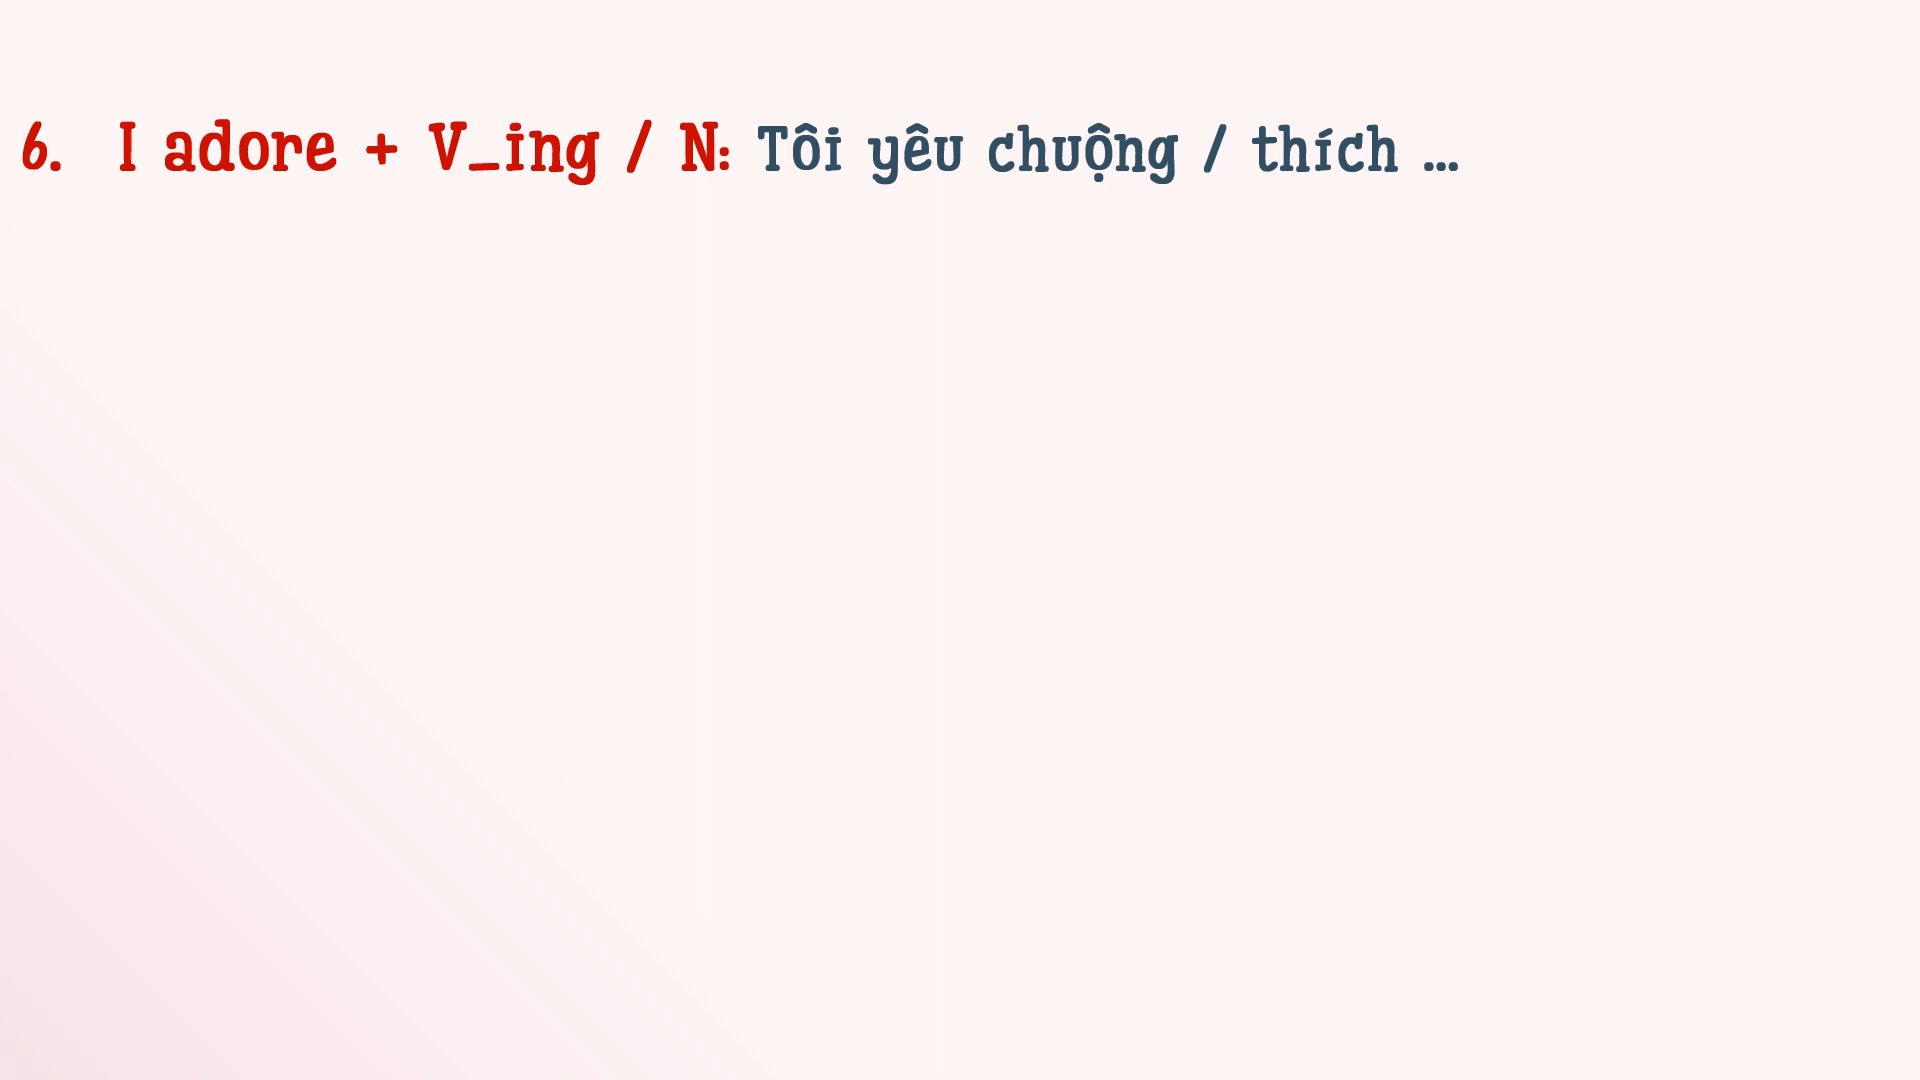 6. I adore + V_ing / N: Tôi yêu chuộng / thích ...